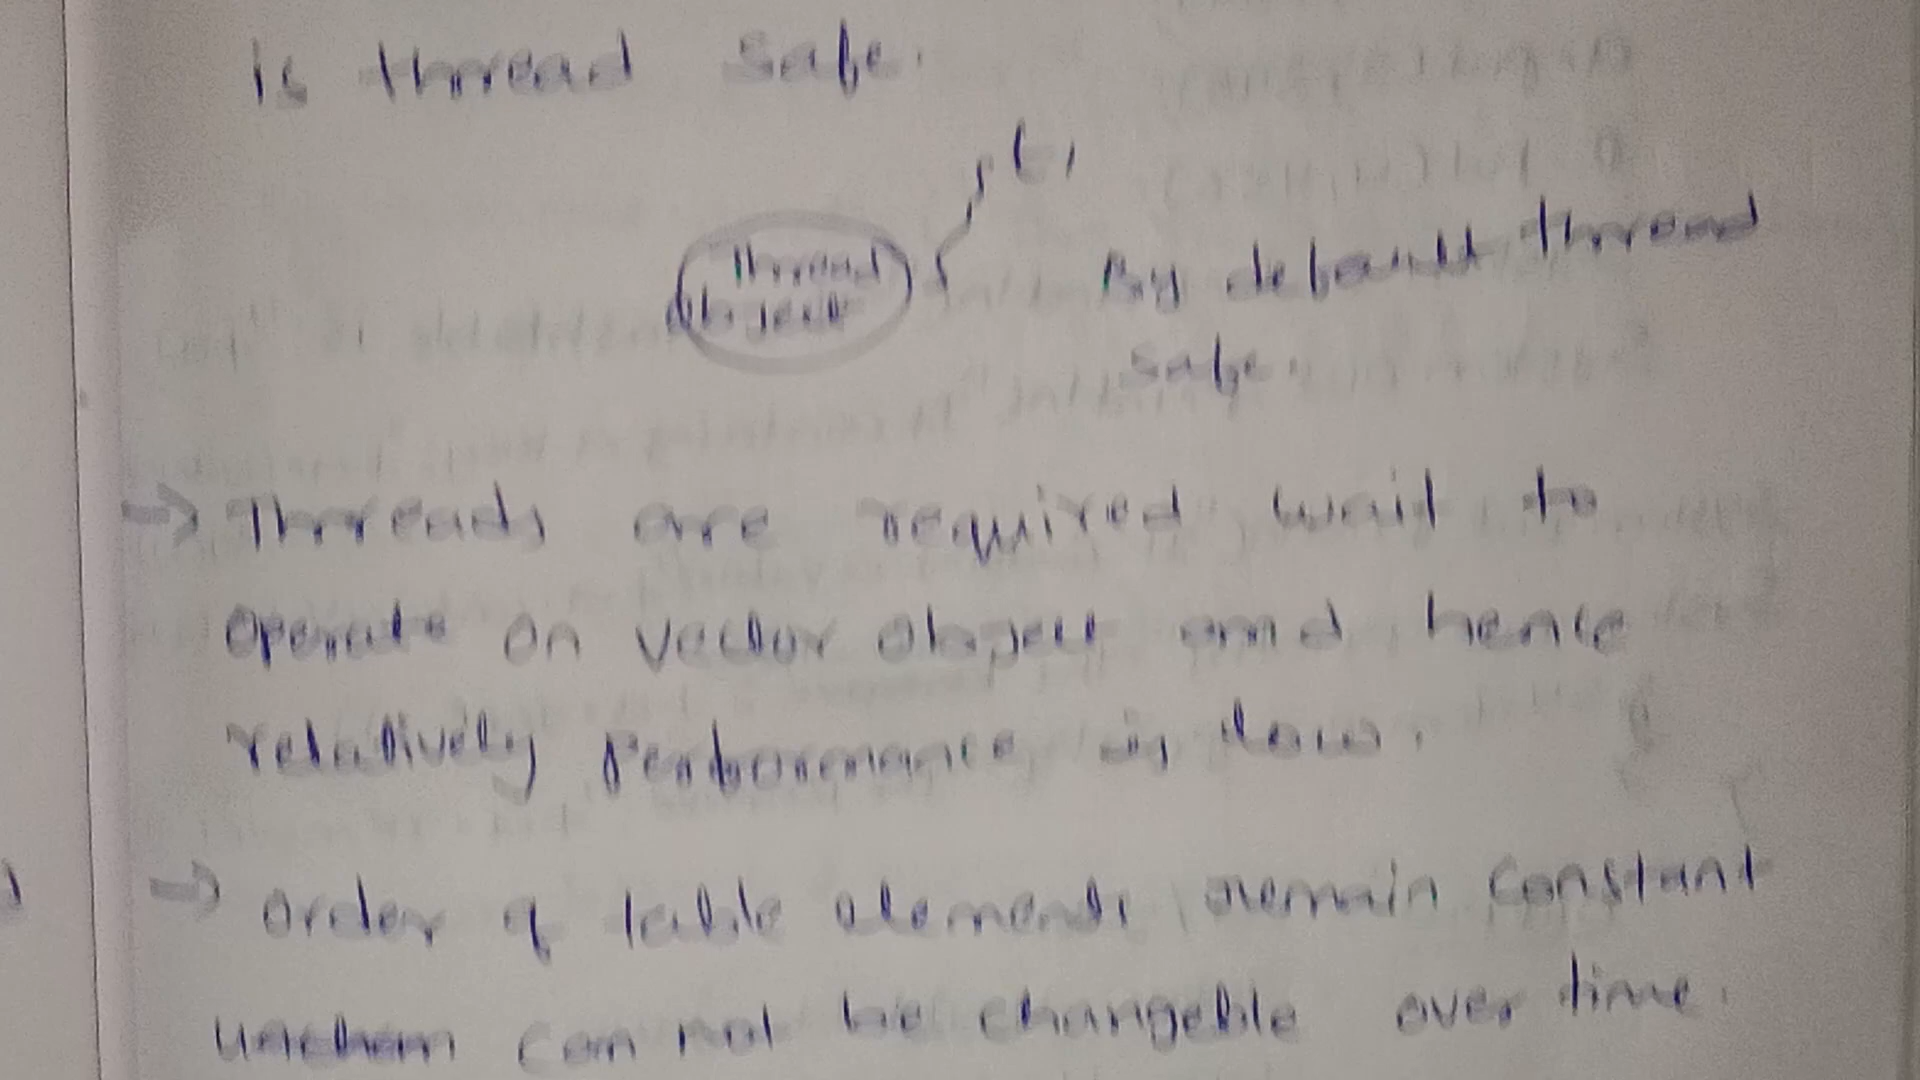 is thread safe.
t1
Thread
object
By default thread
safe.
⇒ Threads are required wait to
operate on vector object and hence
relatively performance is low.
⇒ Order of table elements remain constant
can not be changeble over time.